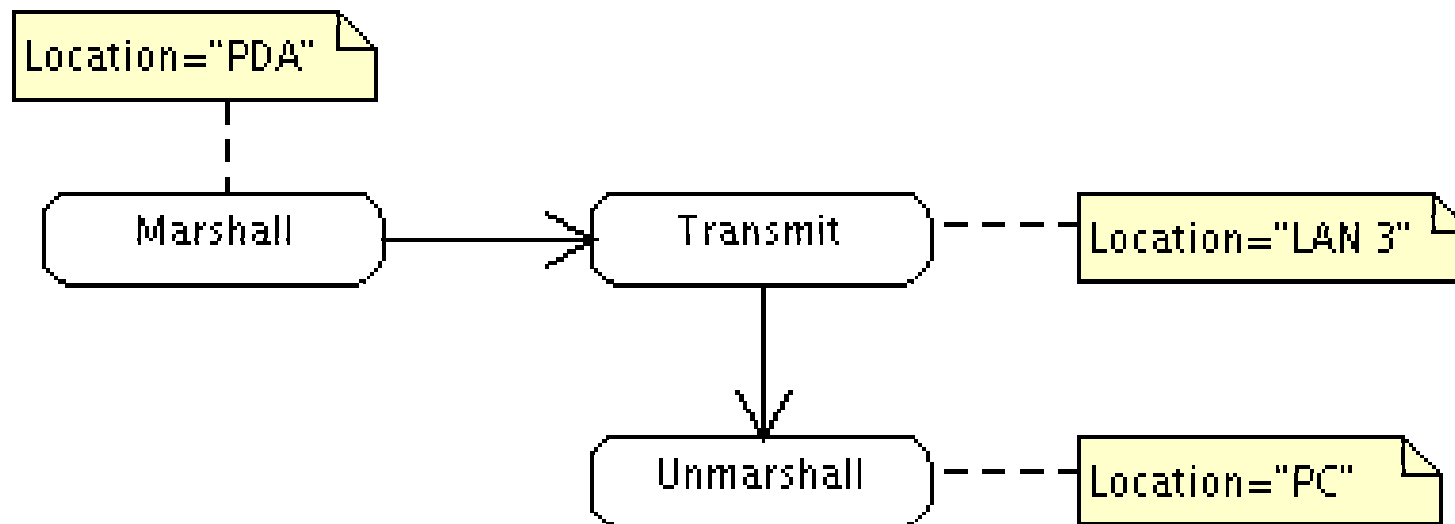 Location="PDA"
Marshall
Transmit
Location="LAN 3"
Unmarshall
Location="PC"